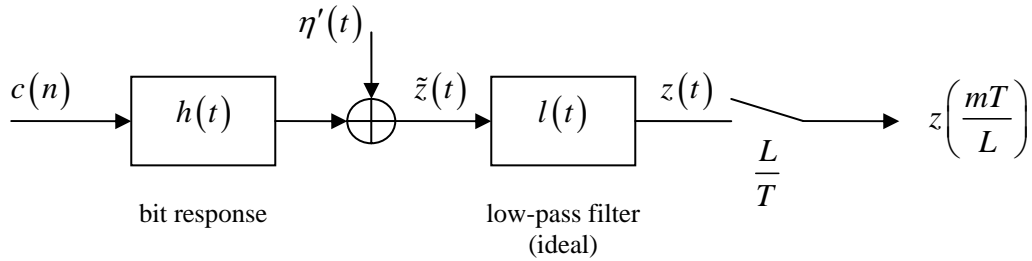 η′(t)
c(n)
h(t)
z̃(t)
l(t)
z(t)
L/T
z(mT/L)
bit response
low-pass filter
(ideal)